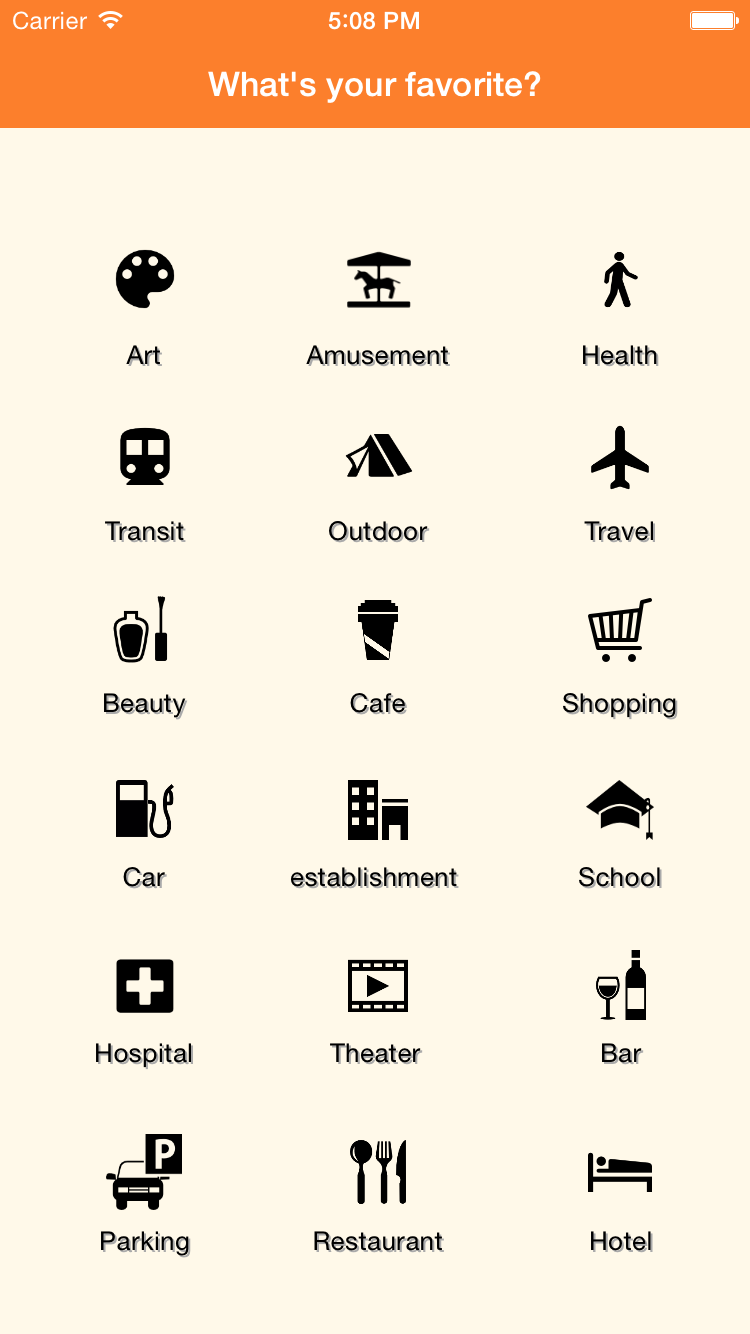 Carrier 5:08 PM
What's your favorite?
Art Amusement Health
Transit Outdoor Travel
Beauty Cafe Shopping
Car establishment School
Hospital Theater Bar
P
Parking Restaurant Hotel